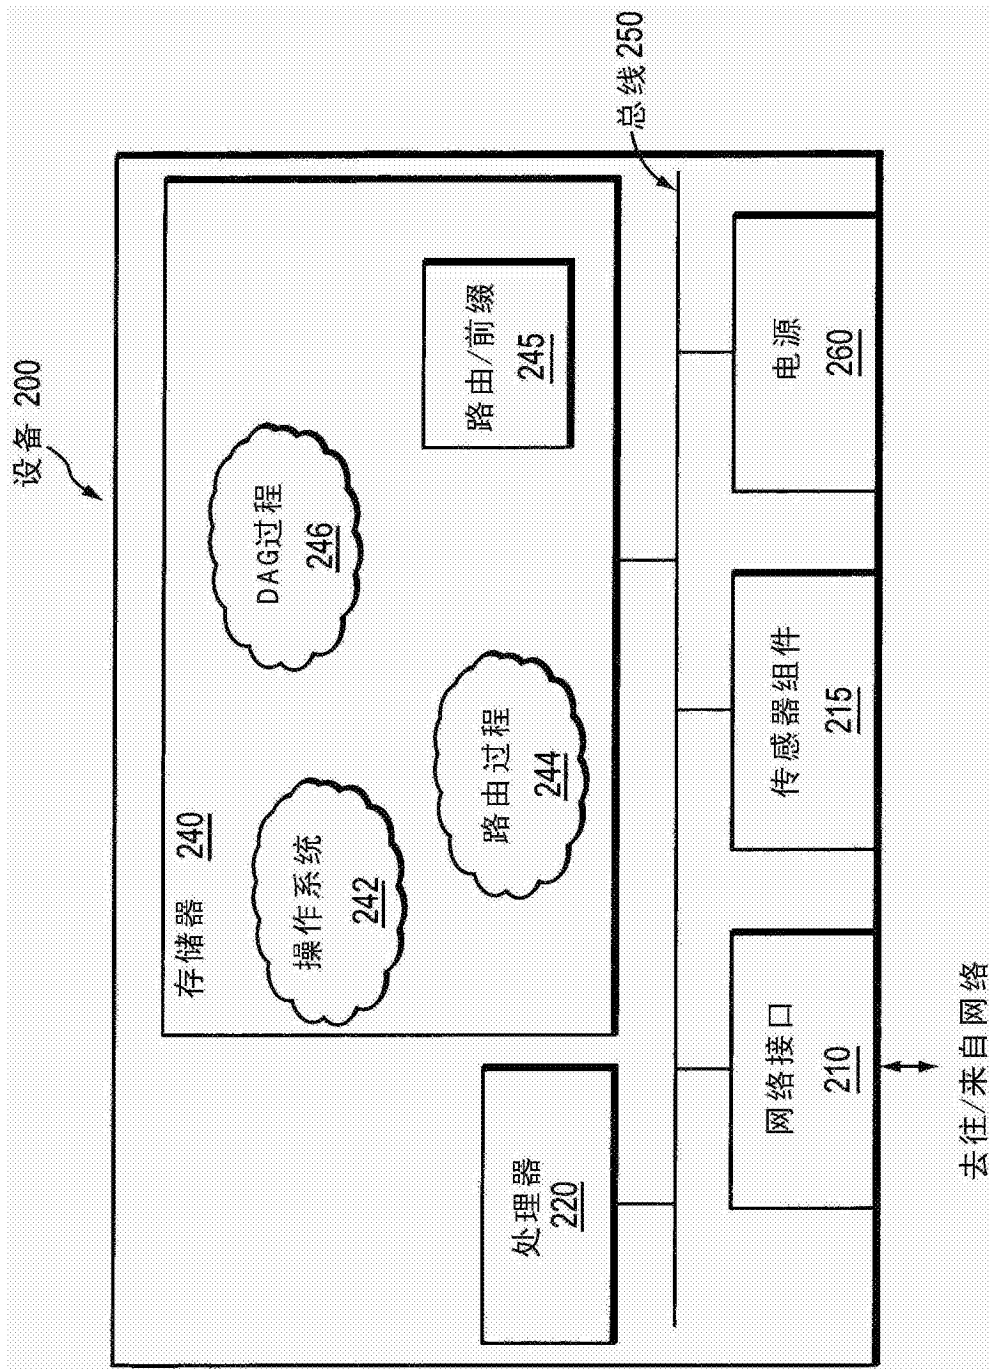 设备 200
存储器 240
操作系统
242
DAG过程
246
路由过程
244
路由/前缀
245
处理器
220
总线 250
网络接口
210
传感器组件
215
电源
260
去往/来自网络